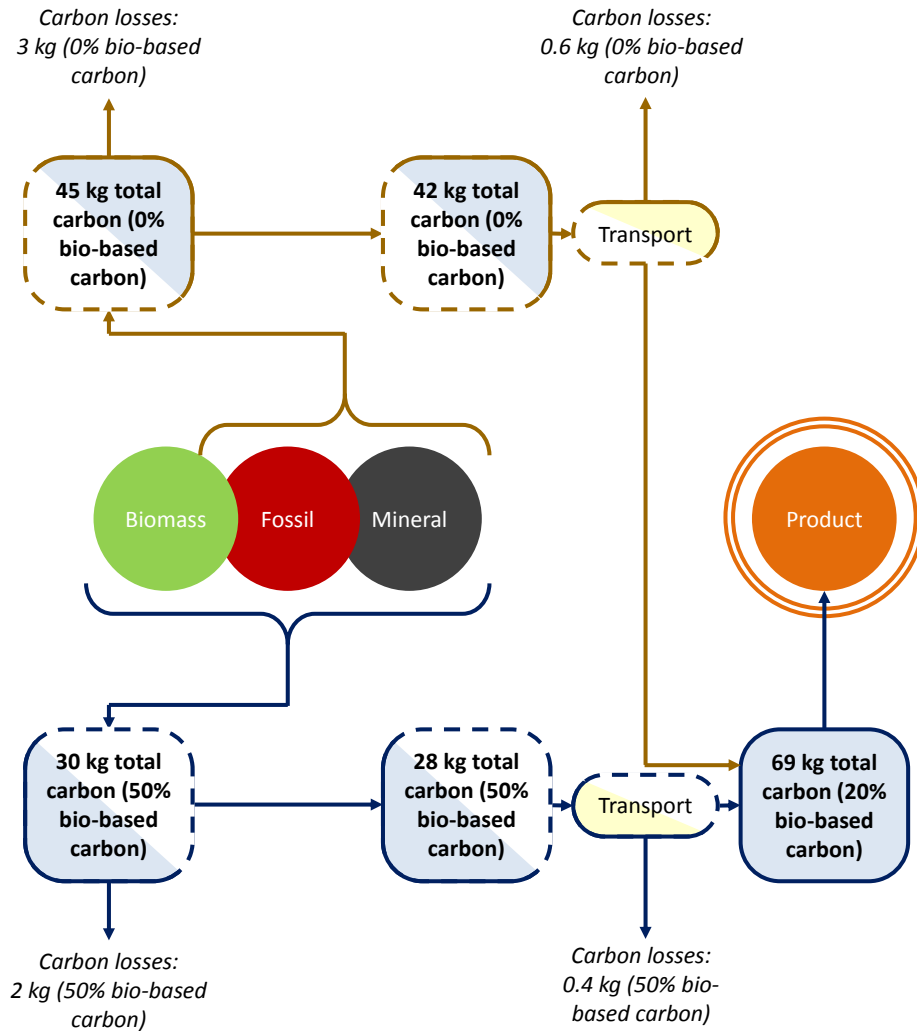 Carbon losses:
3 kg (0% bio-based
carbon)
Carbon losses:
0.6 kg (0% bio-based
carbon)
45 kg total
carbon (0%
bio-based
carbon)
42 kg total
carbon (0%
bio-based
carbon)
Transport
Biomass
Fossil
Mineral
Product
30 kg total
carbon (50%
bio-based
carbon)
28 kg total
carbon (50%
bio-based
carbon)
Transport
69 kg total
carbon (20%
bio-based
carbon)
Carbon losses:
2 kg (50% bio-based
carbon)
Carbon losses:
0.4 kg (50% bio-
based carbon)